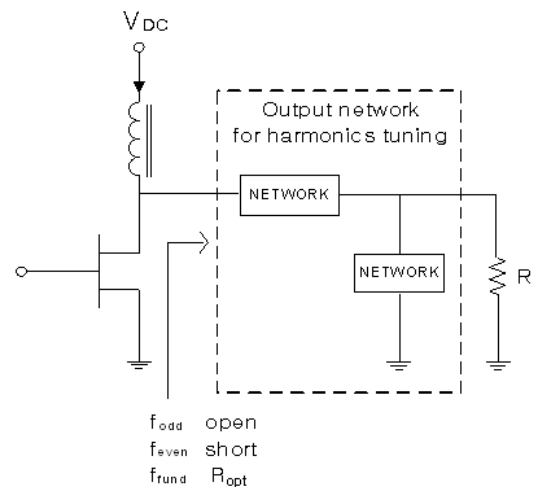 VDC
Output network
for harmonics tuning
NETWORK
NETWORK
R
fodd open
feven short
ffund Ropt